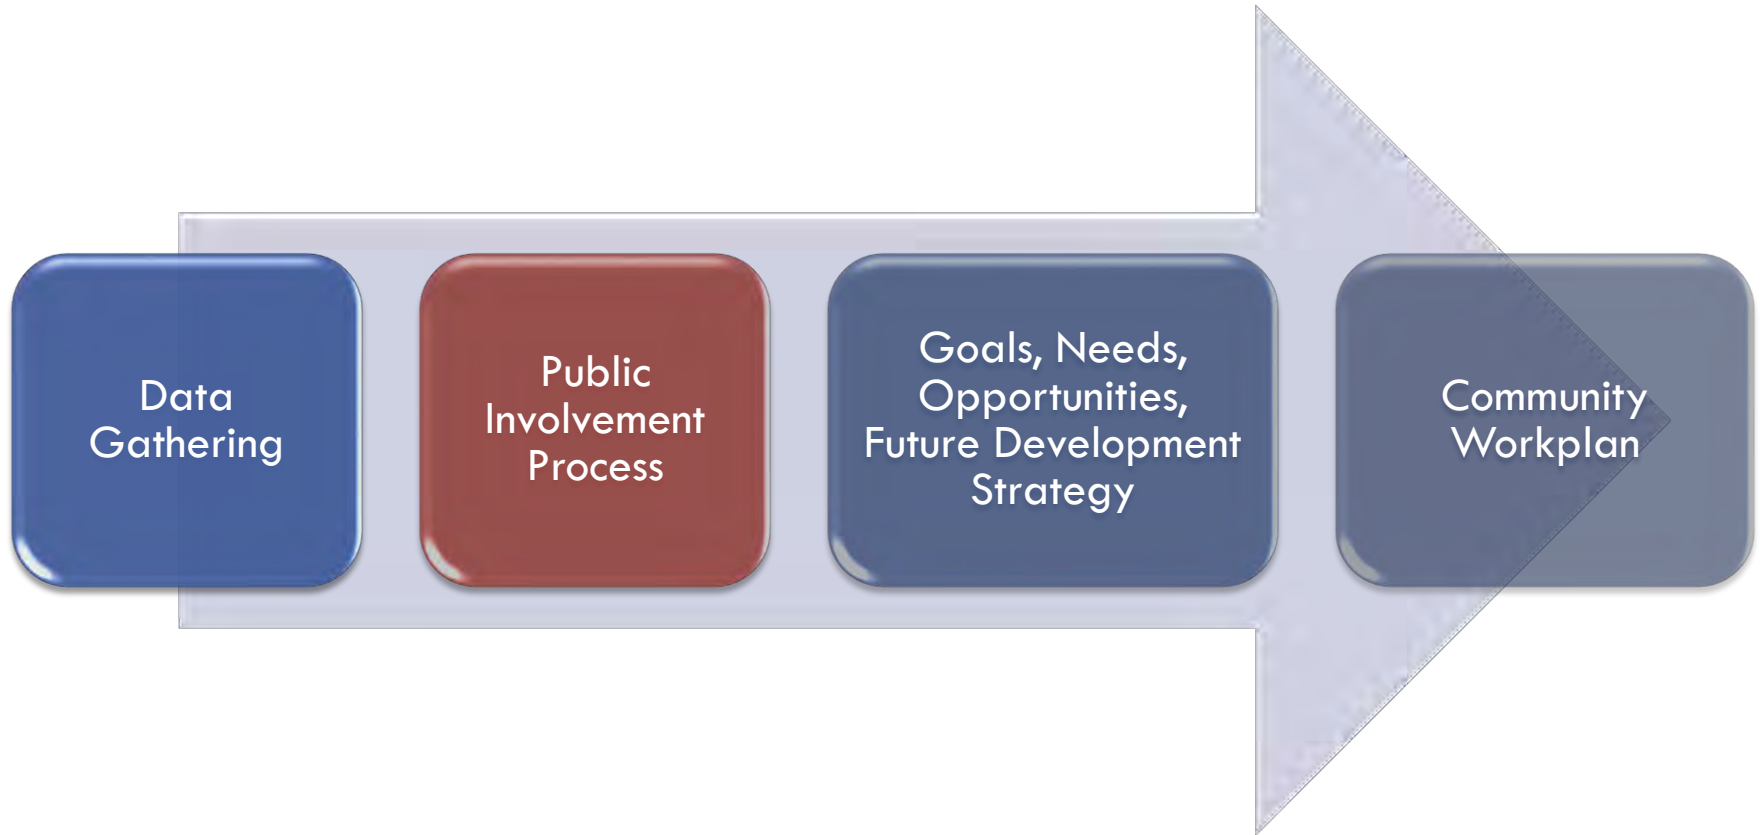 Data
Gathering
Public
Involvement
Process
Goals, Needs,
Opportunities,
Future Development
Strategy
Community
Workplan